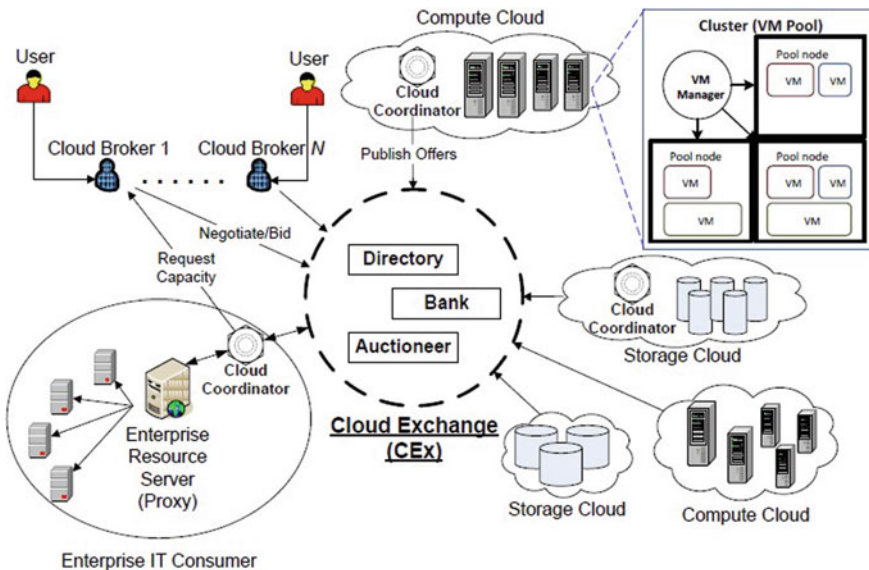 Compute Cloud
Cluster (VM Pool)
User
User
Cloud
Coordinator
VM
Manager
Pool node
VM
VM
Cloud Broker 1
Cloud Broker N
Publish Offers
Pool node
VM
VM
Pool node
VM
VM
VM
Negotiate/Bid
Request
Capacity
Directory
Bank
Auctioneer
Cloud
Coordinator
Storage Cloud
Cloud
Coordinator
Cloud Exchange
(CEx)
Enterprise
Resource
Server
(Proxy)
Storage Cloud
Compute Cloud
Enterprise IT Consumer